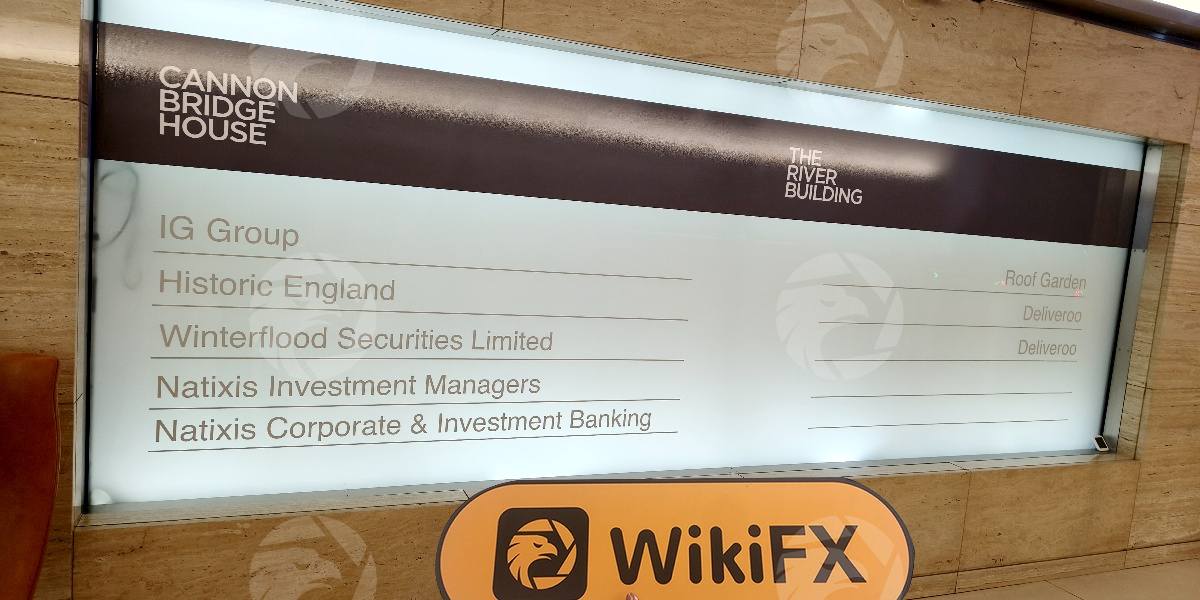 CANNON
BRIDGE
HOUSE
THE
RIVER
BUILDING
IG Group
Historic England
Winterflood Securities Limited
Natixis Investment Managers
Natixis Corporate & Investment Banking
Roof Garden
Deliveroo
Deliveroo
WikiFX